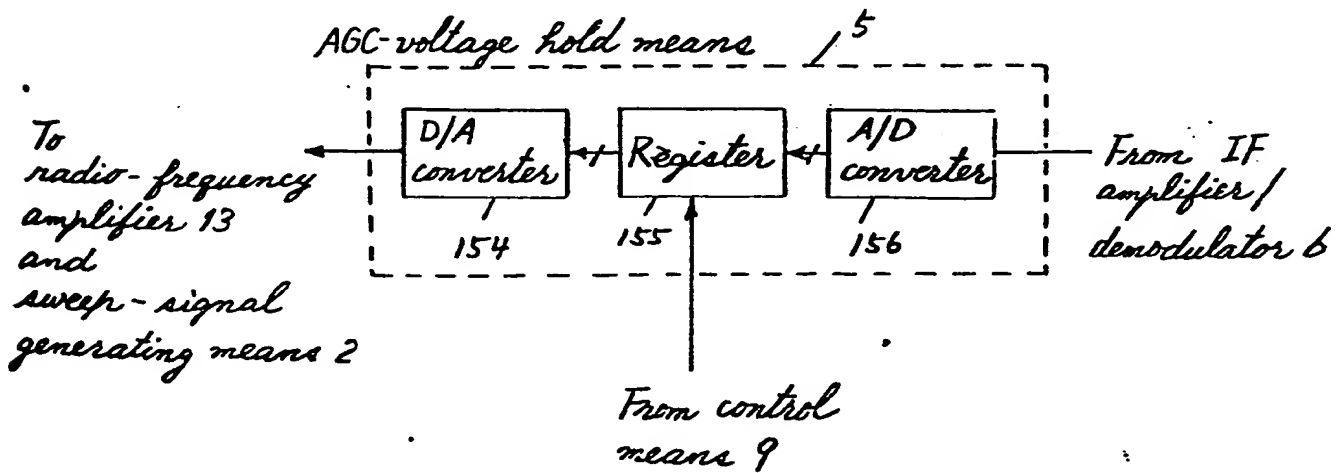 AGC-voltage hold means 5
To
radio-frequency
amplifier 13
and
sweep-signal
generating means 2
D/A
converter
154
Register
155
A/D
converter
156
From IF
amplifier/
demodulator 6
From control
means 9